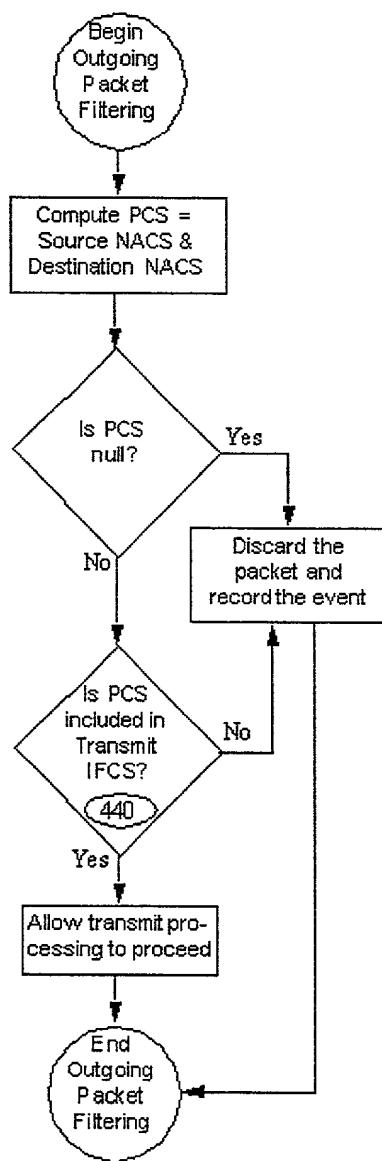 Begin
Outgoing
Packet
Filtering
Compute PCS =
Source NACS &
Destination NACS
Is PCS
null?
Yes
No
Discard the
packet and
record the event
Is PCS
included in
Transmit
IFCS?
440
No
Yes
Allow transmit pro-
cessing to proceed
End
Outgoing
Packet
Filtering